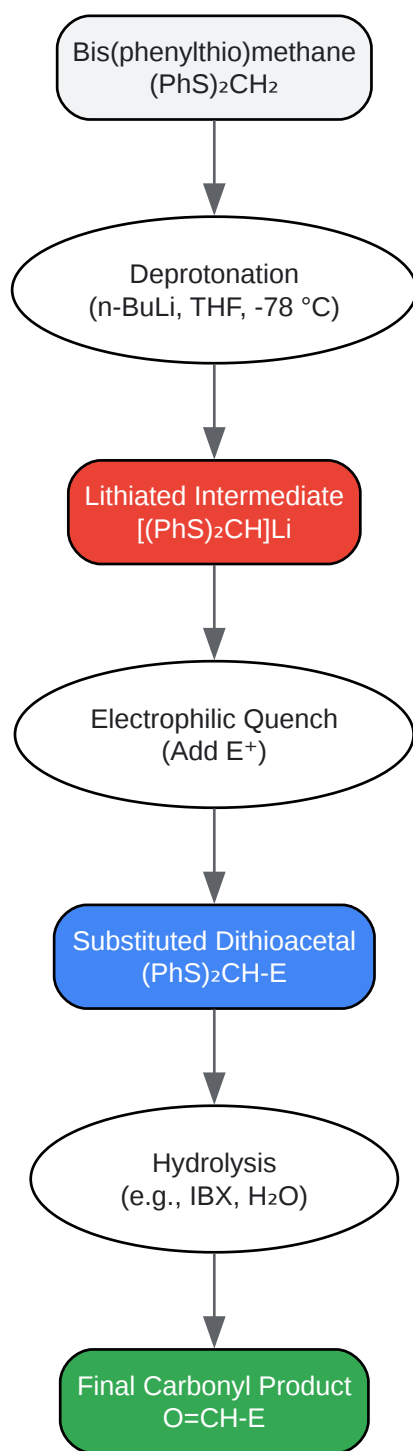 Bis(phenylthio)methane
(PhS)₂CH₂
Deprotonation
(n-BuLi, THF, -78 °C)
Lithiated Intermediate
[(PhS)₂CH]Li
Electrophilic Quench
(Add E⁺)
Substituted Dithioacetal
(PhS)₂CH-E
Hydrolysis
(e.g., IBX, H₂O)
Final Carbonyl Product
O=CH-E